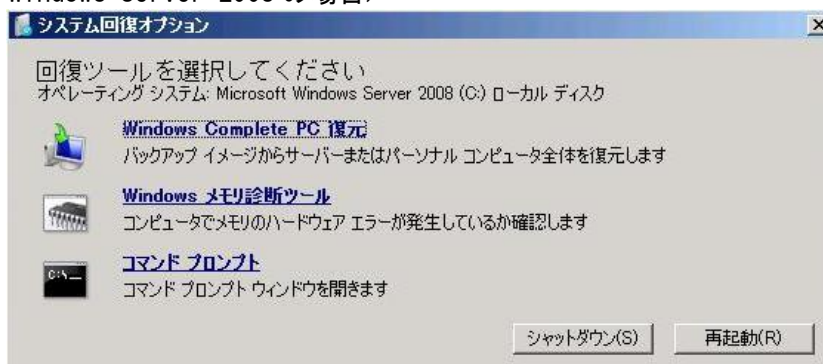 システム回復オプション
回復ツールを選択してください
オペレーティング システム: Microsoft Windows Server 2008 (C:) ローカル ディスク
Windows Complete PC 復元
バックアップ イメージからサーバーまたはパーソナル コンピュータ全体を復元します
Windows メモリ診断ツール
コンピュータでメモリのハードウェア エラーが発生しているか確認します
C:\_
コマンド プロンプト
コマンド プロンプト ウィンドウを開きます
シャットダウン(S) 再起動(R)